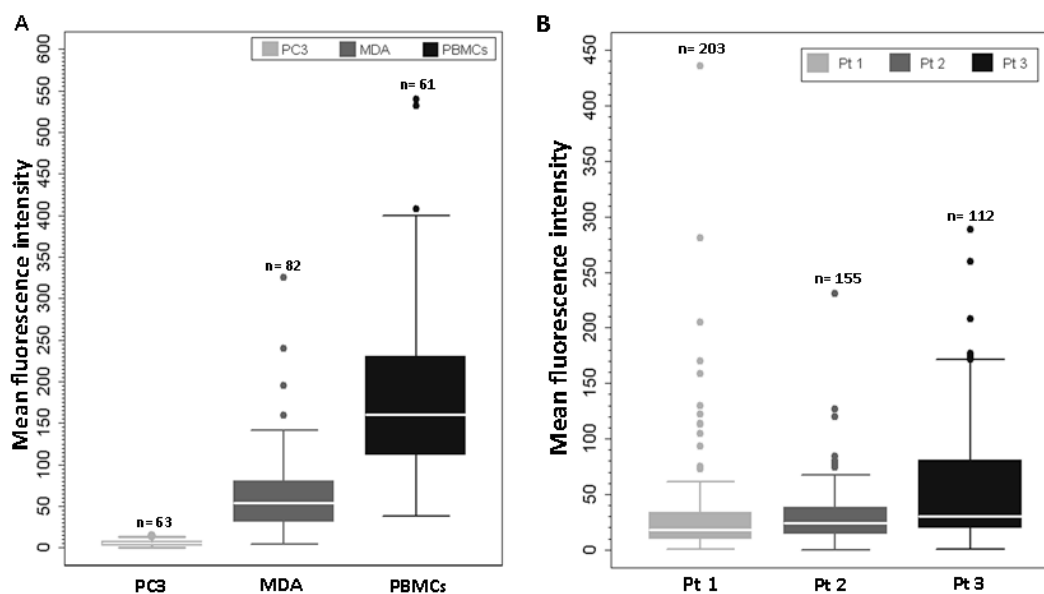 A
PC3 MDA PBMCs
Mean fluorescence intensity
600
550
500
450
400
350
300
250
200
150
100
50
0
n= 63
n= 82
n= 61
PC3 MDA PBMCs
B
Pt 1 Pt 2 Pt 3
Mean fluorescence intensity
450
400
350
300
250
200
150
100
50
0
n= 203
n= 155
n= 112
Pt 1 Pt 2 Pt 3